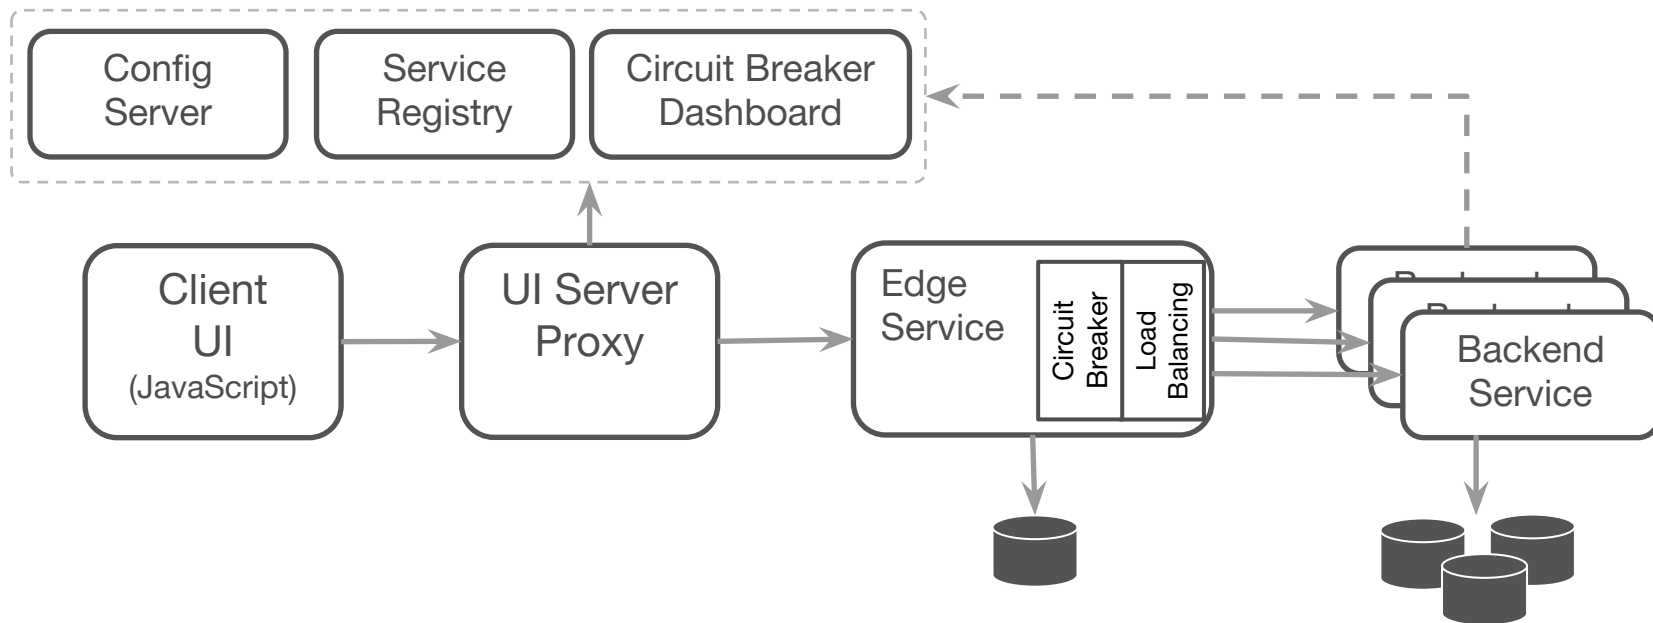 Config
Server
Service
Registry
Circuit Breaker
Dashboard
Client
UI
(JavaScript)
UI Server
Proxy
Edge
Service
Circuit
Breaker
Load
Balancing
Backend
Service